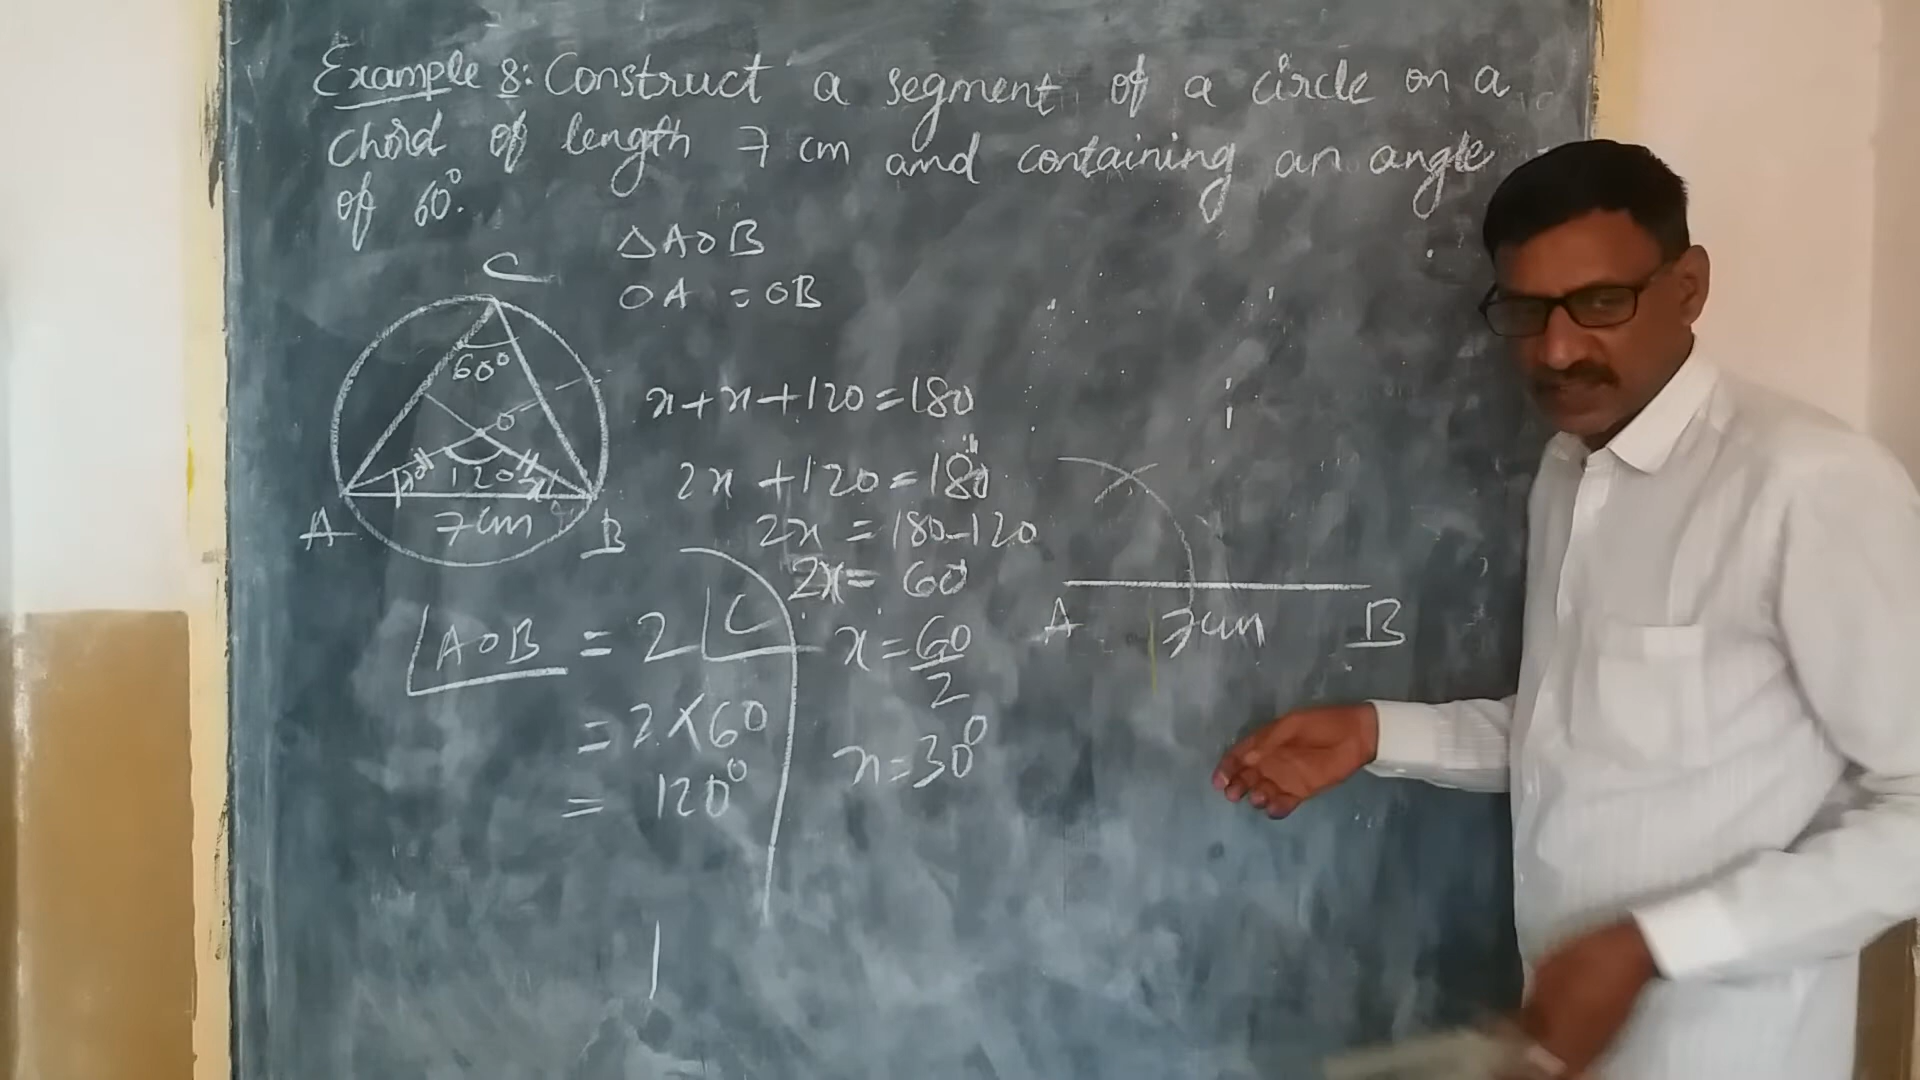 Example 8: Construct a segment of a circle on a
chord of length 7 cm and containing an angle
of 60°.
△AOB
OA = OB
C
60°
O
x°
120°
x
7cm
A
B
x+x+120=180
2x+120=180
2x=180-120
2x=60
x=60/2
x=30°
∠AOB = 2∠C
=2×60
= 120°
A 7cm B